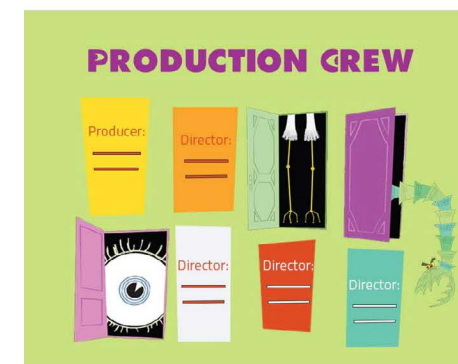 PRODUCTION CREW
Producer:
Director:
Director:
Director:
Director: